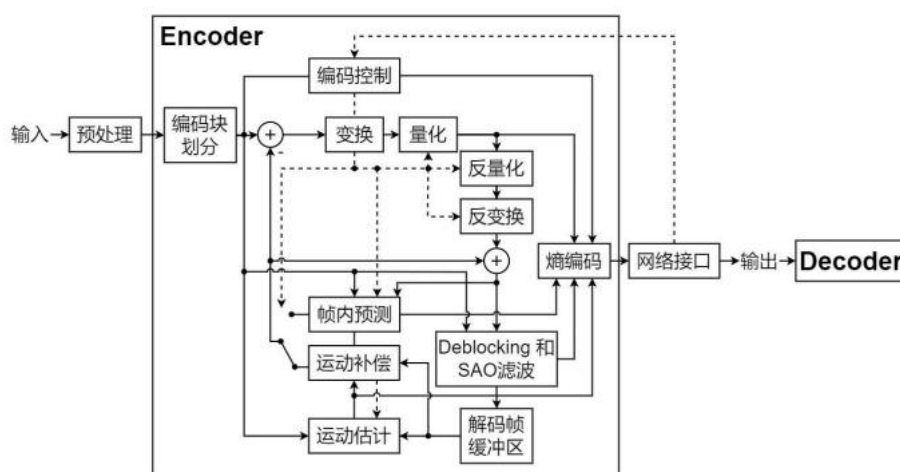 Encoder
编码控制
输入
预处理
编码块
划分
+
-
变换
量化
反量化
反变换
+
熵编码
网络接口
输出
Decoder
帧内预测
Deblocking 和
SAO滤波
运动补偿
运动估计
解码帧
缓冲区